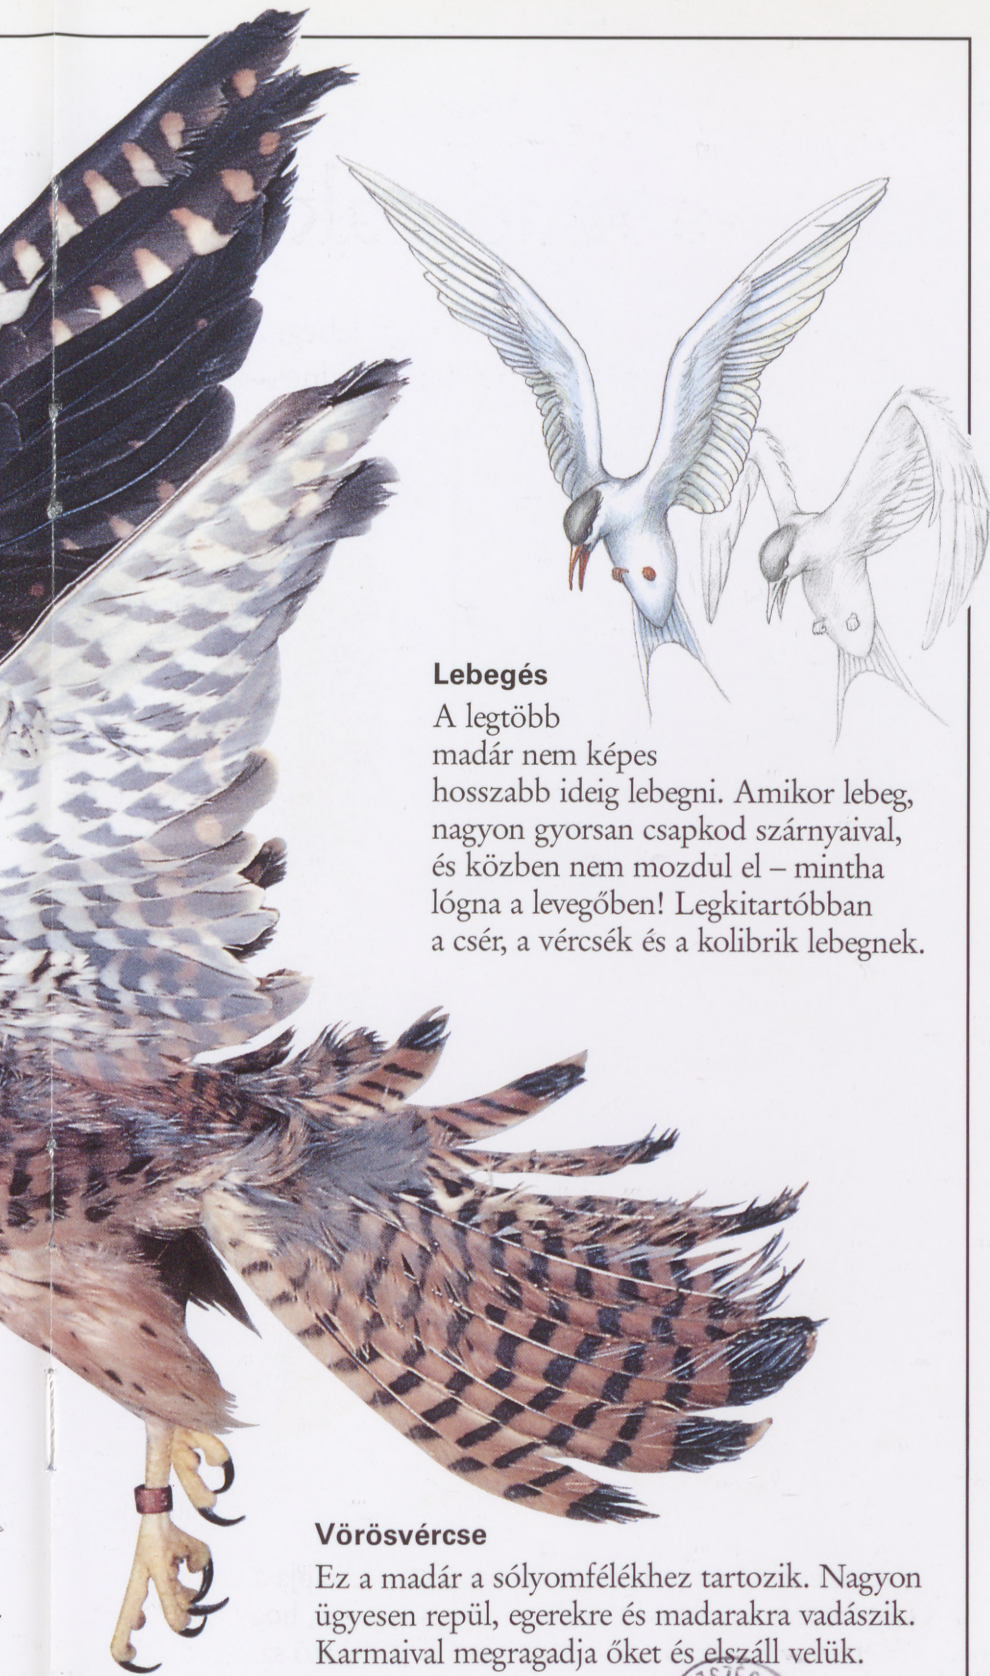 Lebegés
A legtöbb
madár nem képes
hosszabb ideig lebegni. Amikor lebeg,
nagyon gyorsan csapkod szárnyaival,
és közben nem mozdul el – mintha
lógna a levegőben! Legkitartóbban
a csér, a vércsék és a kolibrik lebegnek.
Vörösvércse
Ez a madár a sólyomfélékhez tartozik. Nagyon
ügyesen repül, egerekre és madarakra vadászik.
Karmaival megragadja őket és elszáll velük.